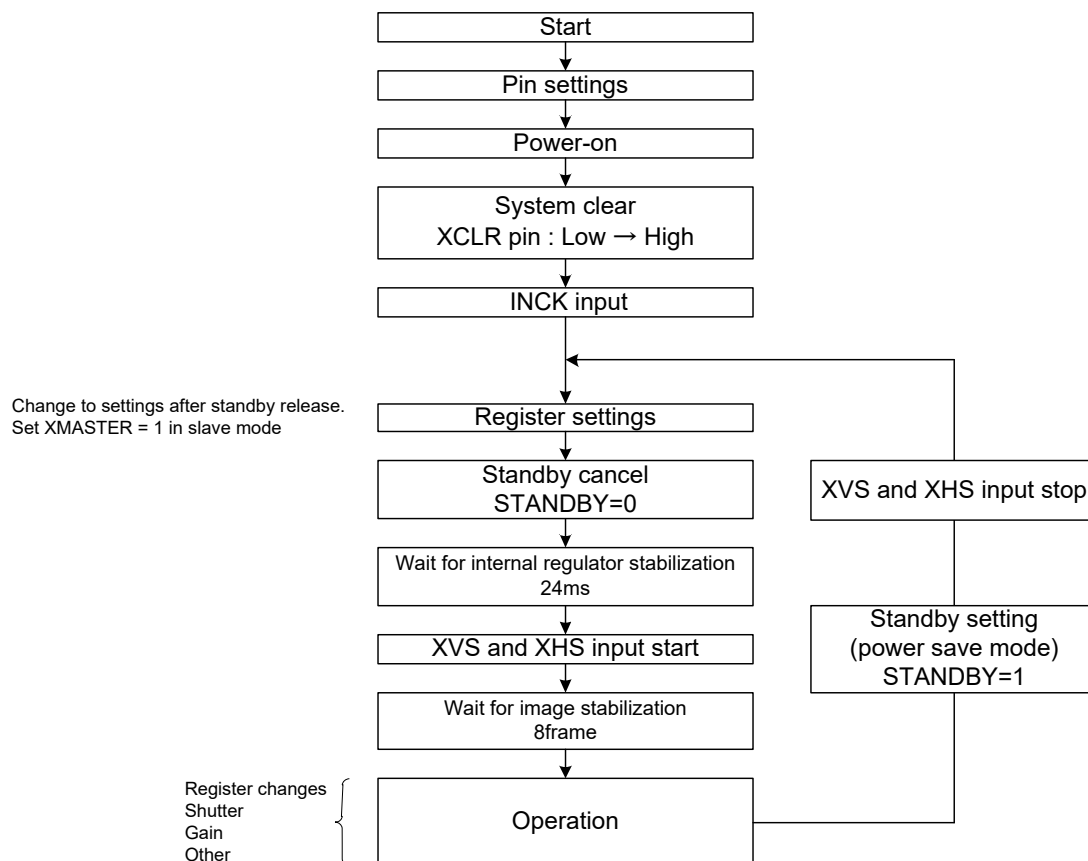 Start
Pin settings
Power-on
System clear
XCLR pin : Low → High
INCK input
Change to settings after standby release.
Set XMASTER = 1 in slave mode
Register settings
Standby cancel
STANDBY=0
XVS and XHS input stop
Wait for internal regulator stabilization
24ms
Standby setting
(power save mode)
STANDBY=1
XVS and XHS input start
Wait for image stabilization
8frame
Register changes
Shutter
Gain
Other
Operation